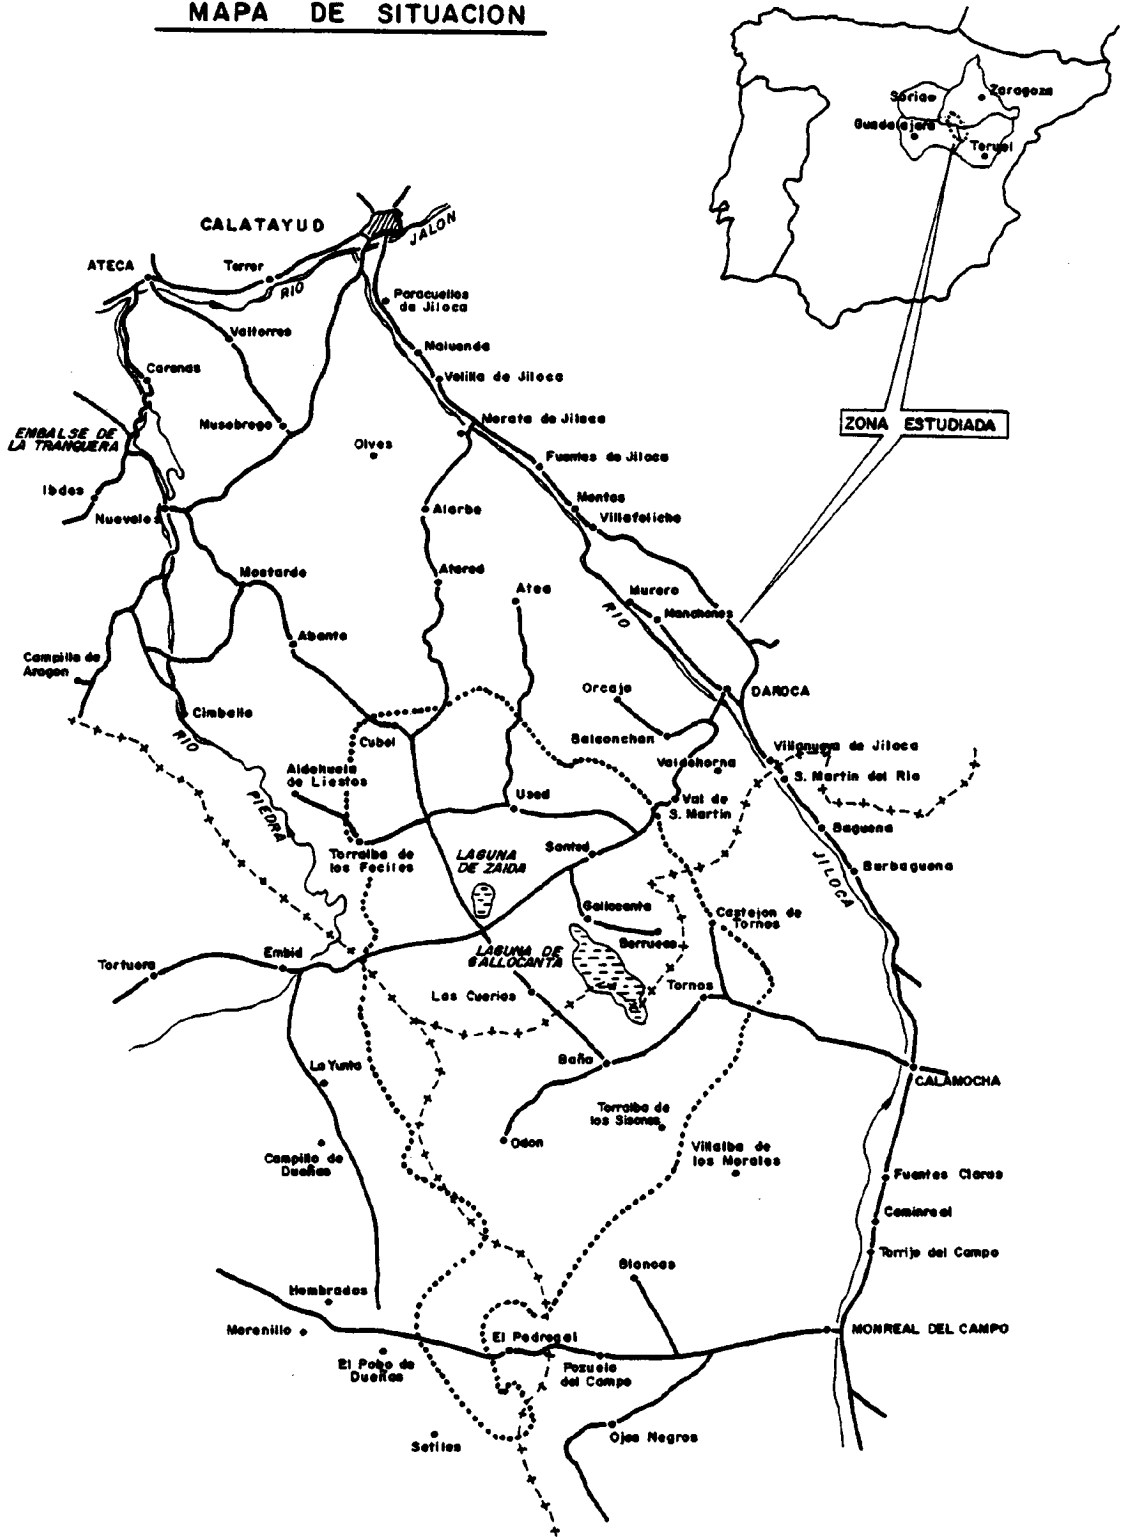 MAPA DE SITUACION
Soria
Zaragoza
Guadalajara
Teruel
ZONA ESTUDIADA
CALATAYUD
JALON
ATECA
Terrer
RIO
Paracuellos
de Jiloca
Valtorres
Maluenda
Carenas
Velilla de Jiloca
Munebrega
Morata de Jiloca
EMBALSE DE
LA TRANQUERA
Olves
Fuentes de Jiloca
Ibdes
Montes
Nuevalos
Alarba
Villafeliche
Mostarde
Atared
Atea
Murero
RIO
Manchones
Abanto
Campillo de
Aragon
Orcajo
DAROCA
Cimballa
RIO
Cubel
Balconchan
Villanueva de Jiloca
Valdehorna
Aldehuela
de Liestos
S. Martin del Rio
PIEDRA
Used
Val de
S. Martin
Baguena
Torralba de
los Fociles
LAGUNA
DE ZAIDA
Santed
JILOCA
Burbaguena
Gallocanta
Castejon de
Tornos
Berrueco
Embid
Tortuera
LAGUNA DE
GALLOCANTA
Las Cuerlas
Tornos
La Yunta
Baña
CALAMOCHA
Torralba de
los Sisones
Odon
Campillo de
Dueñas
Villalba de
los Morales
Fuentes Claras
Caminreal
Torrijo del Campo
Blancas
Hombrados
Morenilla
El Pedregal
MONREAL DEL CAMPO
El Pobo de
Dueñas
Pozuelo
del Campo
Setiles
Ojos Negros